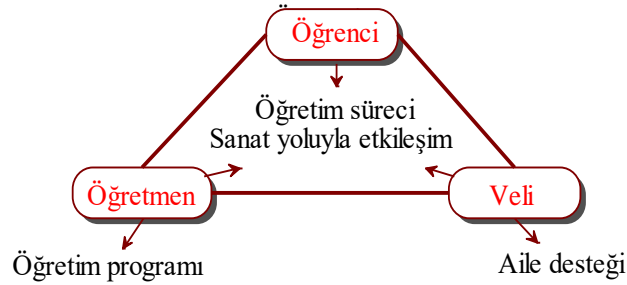 Öğrenci
Öğretim süreci
Sanat yoluyla etkileşim
Öğretmen
Veli
Öğretim programı
Aile desteği